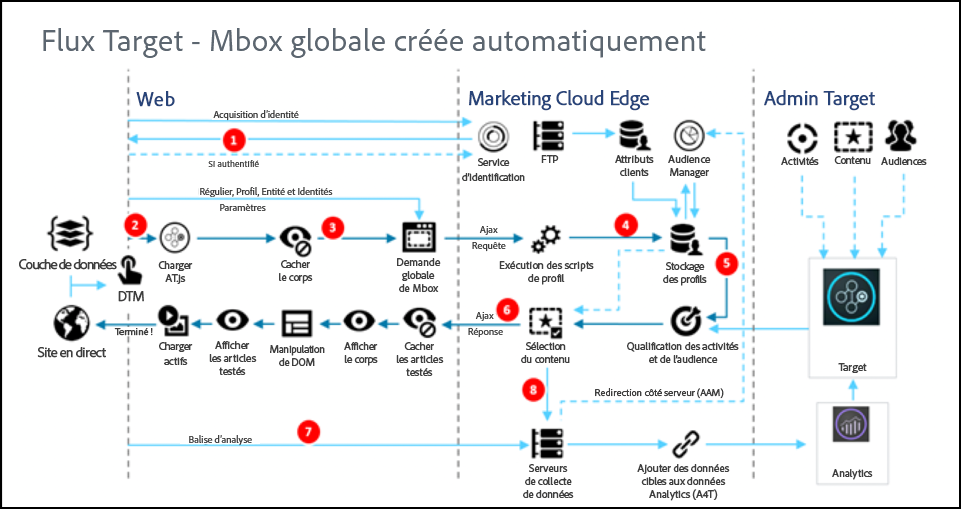 Flux Target - Mbox globale créée automatiquement
Web
Marketing Cloud Edge
Admin Target
Acquisition d'identité
1
SI authentifié
Service
d'identification
FTP
Attributs
clients
Audience
Manager
Activités
Contenu
Audiences
Régulier, Profil, Entité et Identités
Paramètres
2
3
4
5
Couche de données
DTM
Charger
AT.js
Cacher
le corps
Demande
globale
de Mbox
Ajax
Requête
Exécution des scripts
de profil
Stockage
des profils
6
Site en direct
Terminé !
Charger
actifs
Afficher
les articles
testés
Manipulation
de DOM
Afficher
le corps
Cacher
les articles
testés
Ajax
Réponse
Sélection
du contenu
Qualification des activités
et de l'audience
Target
8
Redirection côté serveur (AAM)
7
Balise d'analyse
Serveurs
de collecte
de données
Ajouter des données
cibles aux données
Analytics (A4T)
Analytics